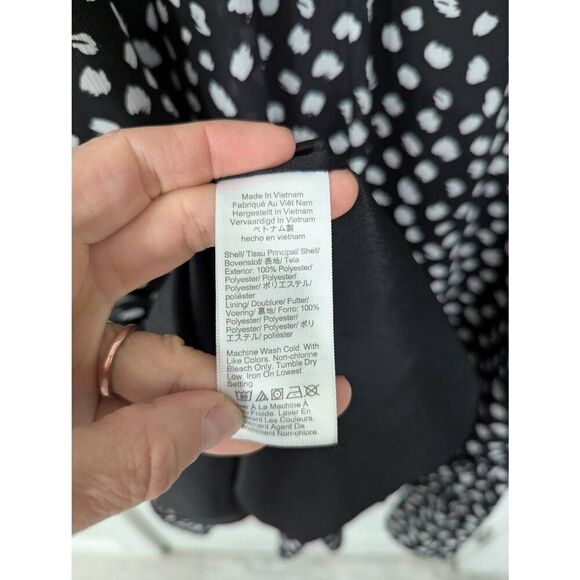 Made In Vietnam
Fabriqué Au Việt Nam
Hergestellt In Vietnam
Vervaardigd In Vietnam
ベトナム製
hecho en vietnam
Shell/ Tissu Principal/ Shell/
Bovenstof/ 表地/ Tela
Exterior: 100% Polyester/
Polyester/ Polyester/
Polyester/ ポリエステル/
poliéster
Lining/ Doublure/ Futter/
Voering/ 裏地/ Forro: 100%
Polyester/ Polyester/
Polyester/ Polyester/ ポリ
エステル/ poliéster
Machine Wash Cold. With
Like Colors. Non-chlorine
Bleach Only. Tumble Dry
Low. Iron On Lowest
Setting.
30
À La Machine À
Froide. Laver En
Les Couleurs.
Agent De
Non-chlore.